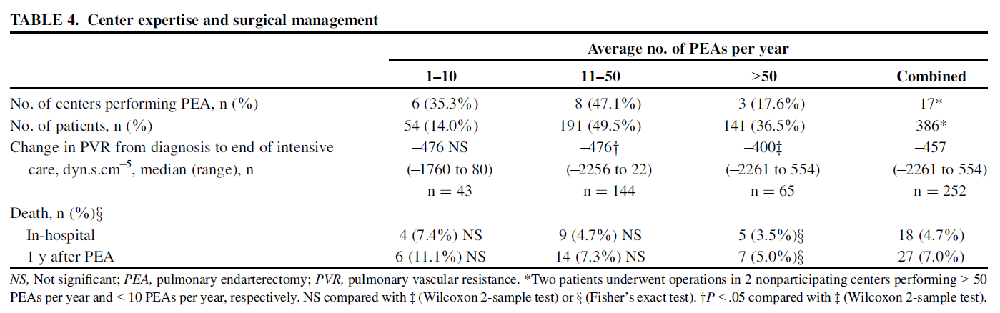 TABLE 4. Center expertise and surgical management
Average no. of PEAs per year
1–10 11–50 >50 Combined
No. of centers performing PEA, n (%) 6 (35.3%) 8 (47.1%) 3 (17.6%) 17*
No. of patients, n (%) 54 (14.0%) 191 (49.5%) 141 (36.5%) 386*
Change in PVR from diagnosis to end of intensive –476 NS –476† –400‡ –457
care, dyn.s.cm–5, median (range), n (–1760 to 80) (–2256 to 22) (–2261 to 554) (–2261 to 554)
n = 43 n = 144 n = 65 n = 252
Death, n (%)§
In-hospital 4 (7.4%) NS 9 (4.7%) NS 5 (3.5%)§ 18 (4.7%)
1 y after PEA 6 (11.1%) NS 14 (7.3%) NS 7 (5.0%)§ 27 (7.0%)
NS, Not significant; PEA, pulmonary endarterectomy; PVR, pulmonary vascular resistance. *Two patients underwent operations in 2 nonparticipating centers performing > 50
PEAs per year and < 10 PEAs per year, respectively. NS compared with ‡ (Wilcoxon 2-sample test) or § (Fisher's exact test). †P < .05 compared with ‡ (Wilcoxon 2-sample test).